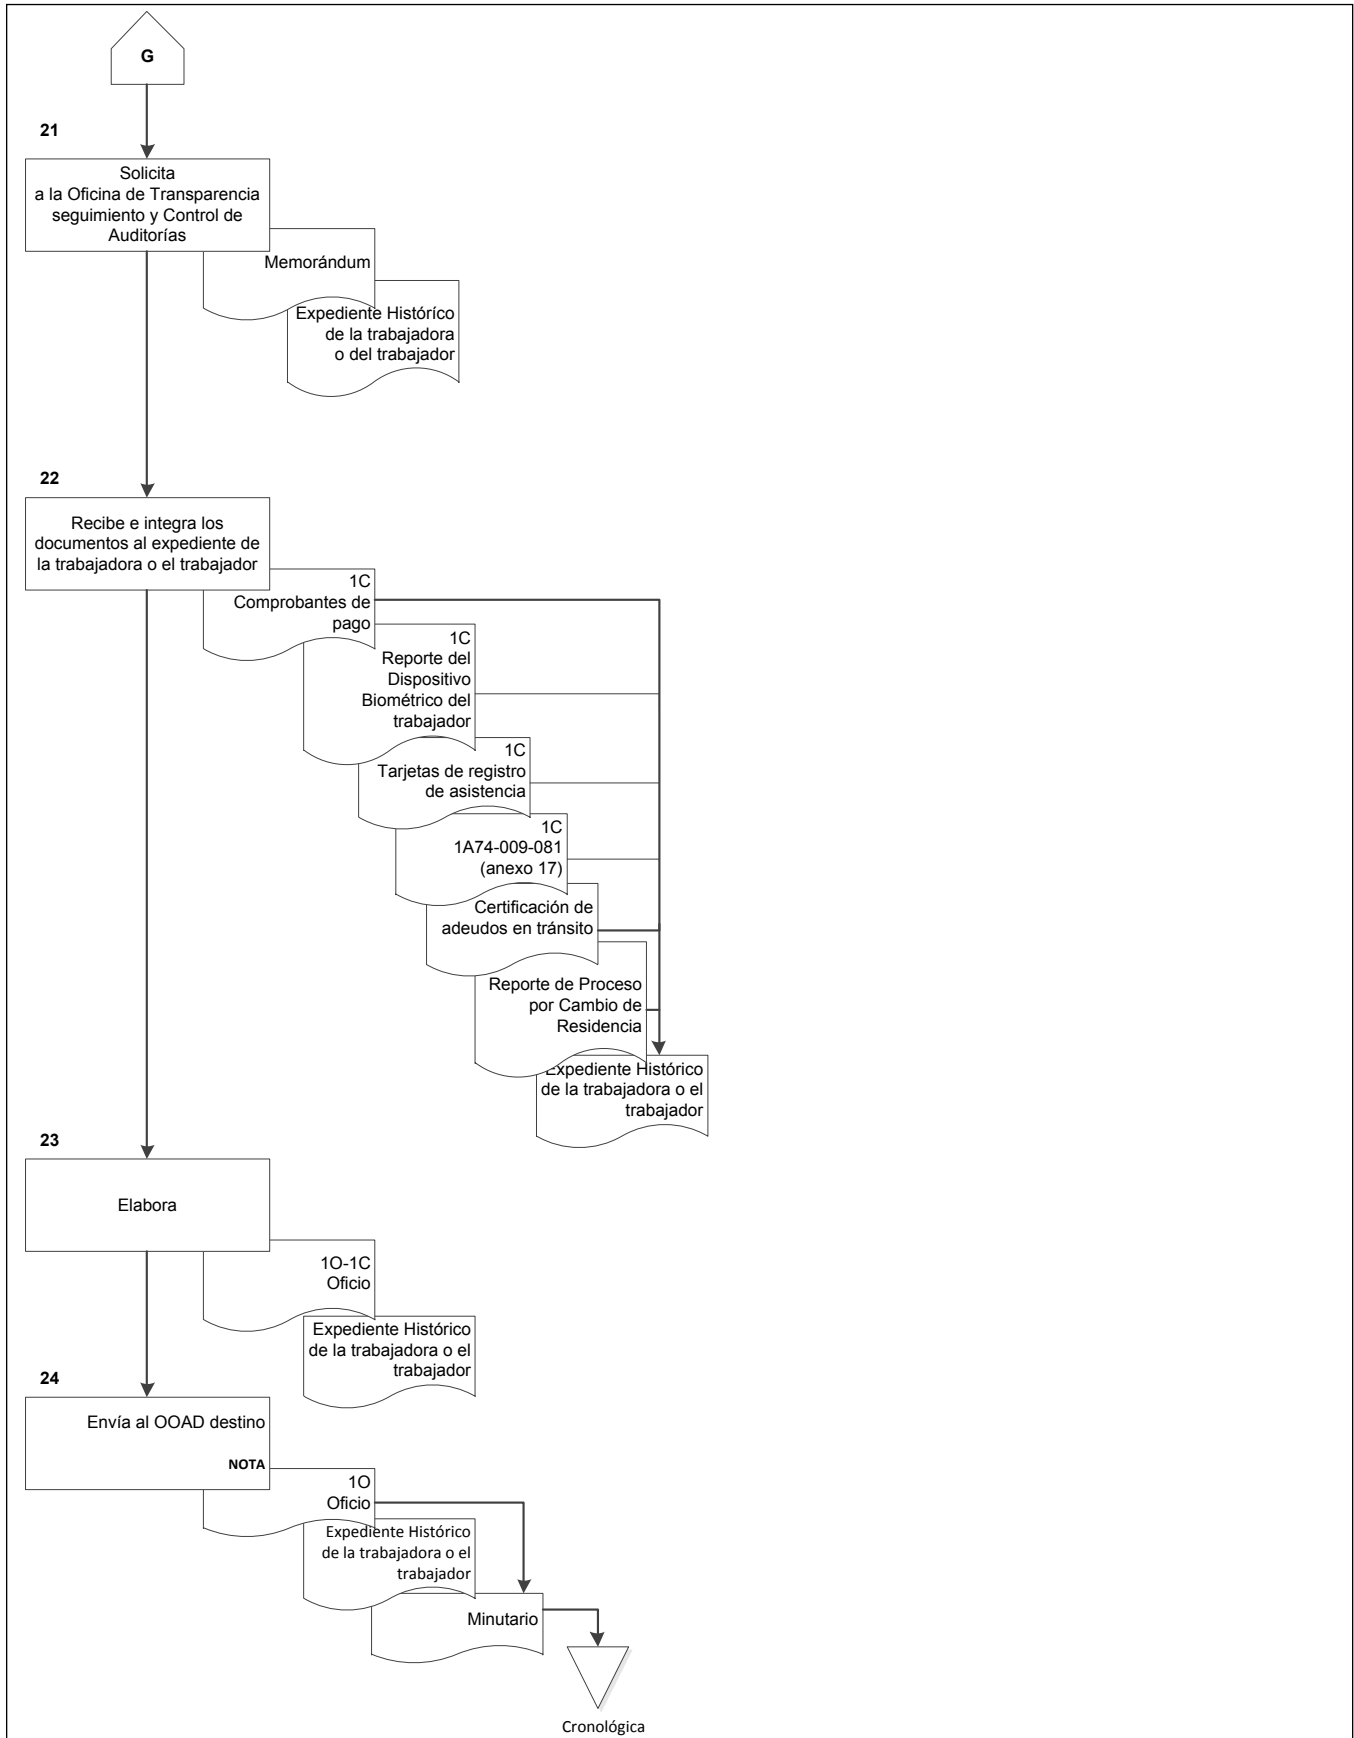 G
21
Solicita
a la Oficina de Transparencia
seguimiento y Control de
Auditorías
Memorándum
Expediente Históríco
de la trabajadora
o del trabajador
22
Recibe e integra los
documentos al expediente de
la trabajadora o el trabajador
1C
Comprobantes de
pago
1C
Reporte del
Dispositivo
Biométrico del
trabajador
1C
Tarjetas de registro
de asistencia
1C
1A74-009-081
(anexo 17)
Certificación de
adeudos en tránsito
Reporte de Proceso
por Cambio de
Residencia
Expediente Histórico
de la trabajadora o el
trabajador
23
Elabora
1O-1C
Oficio
Expediente Histórico
de la trabajadora o el
trabajador
24
Envía al OOAD destino
NOTA
1O
Oficio
Expediente Histórico
de la trabajadora o el
trabajador
Minutario
Cronológica